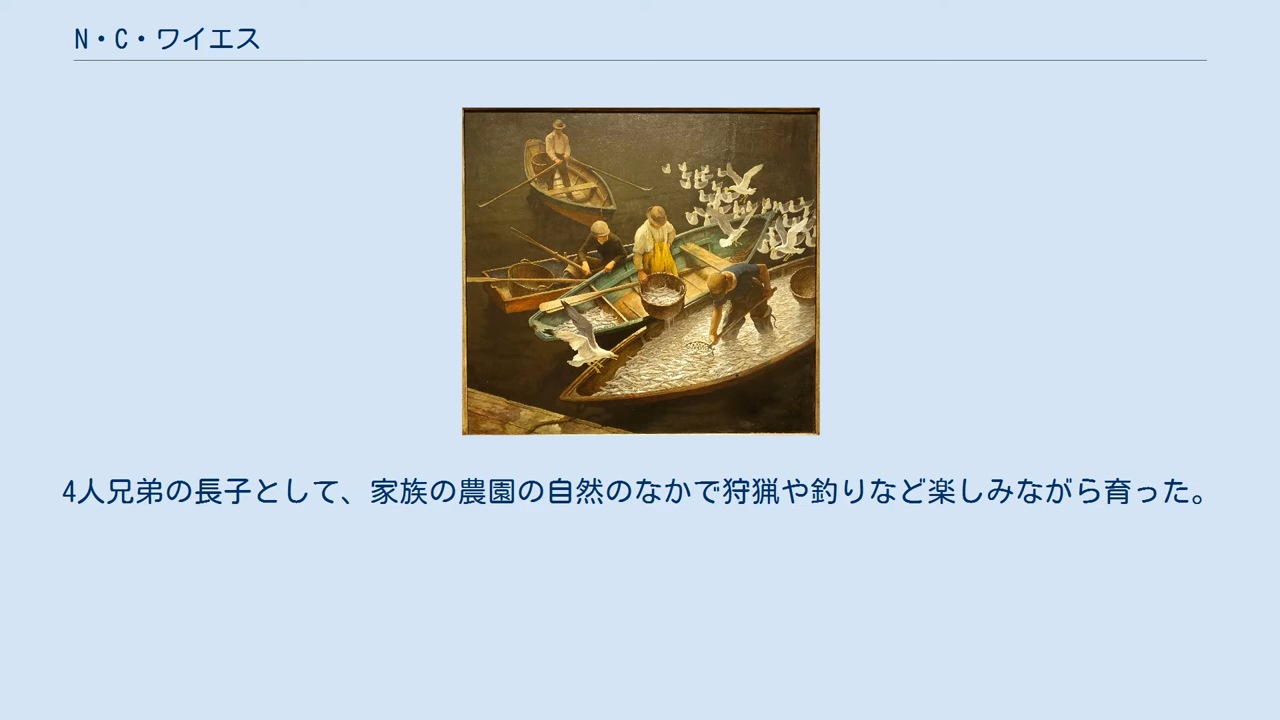 N・C・ワイエス
4人兄弟の長子として、家族の農園の自然のなかで狩猟や釣りなど楽しみながら育った。